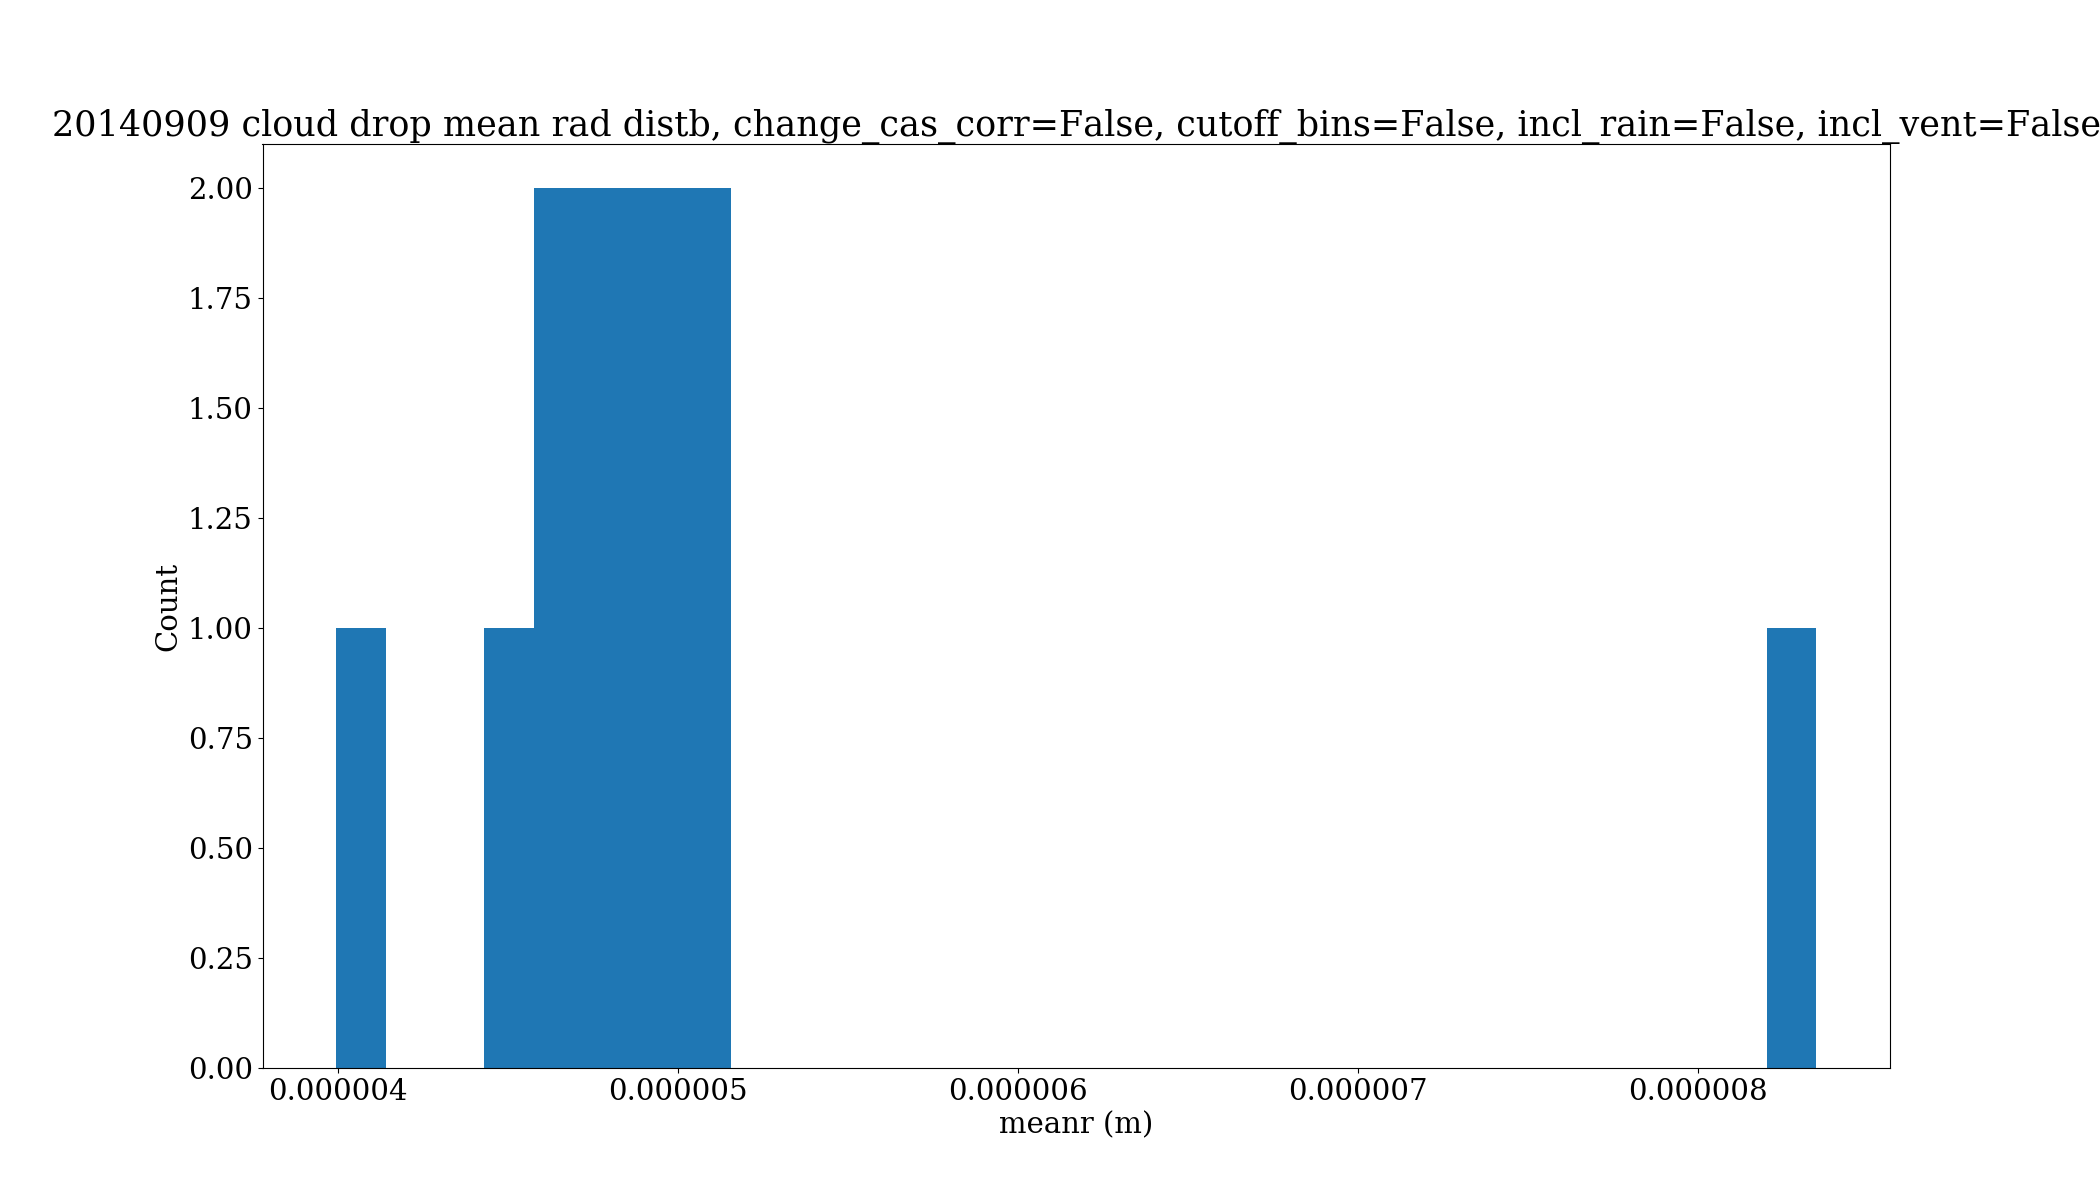 20140909 cloud drop mean rad distb, change_cas_corr=False, cutoff_bins=False, incl_rain=False, incl_vent=False
2.00
1.75
1.50
1.25
1.00
0.75
0.50
0.25
0.00
Count
0.000004 0.000005 0.000006 0.000007 0.000008
meanr (m)